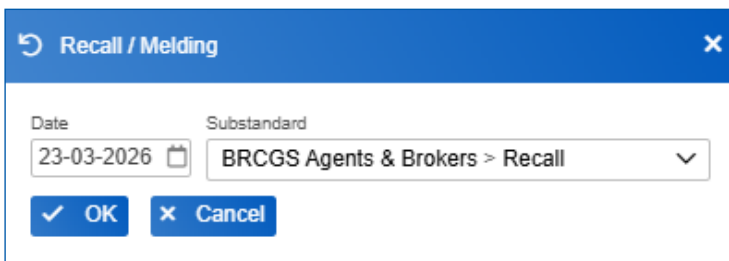 Recall / Melding
Date Substandard
23-03-2026 BRCGS Agents & Brokers > Recall
OK Cancel